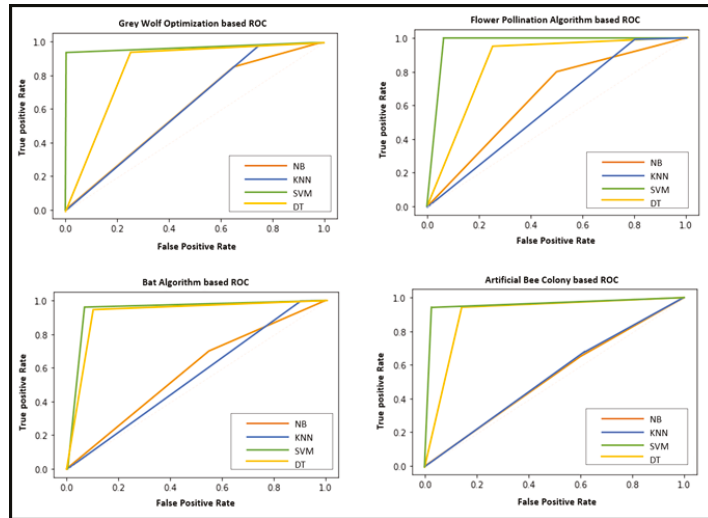 Grey Wolf Optimization based ROC
True positive Rate
1.0
0.8
0.6
0.4
0.2
0.0
NB
KNN
SVM
DT
0.0 0.2 0.4 0.6 0.8 1.0
False Positive Rate
Flower Pollination Algorithm based ROC
True positive Rate
1.0
0.8
0.6
0.4
0.2
0.0
NB
KNN
SVM
DT
0.0 0.2 0.4 0.6 0.8 1.0
False Positive Rate
Bat Algorithm based ROC
True positive Rate
1.0
0.8
0.6
0.4
0.2
0.0
NB
KNN
SVM
DT
0.0 0.2 0.4 0.6 0.8 1.0
False Positive Rate
Artificial Bee Colony based ROC
True positive Rate
1.0
0.8
0.6
0.4
0.2
0.0
NB
KNN
SVM
DT
0.0 0.2 0.4 0.6 0.8 1.0
False Positive Rate